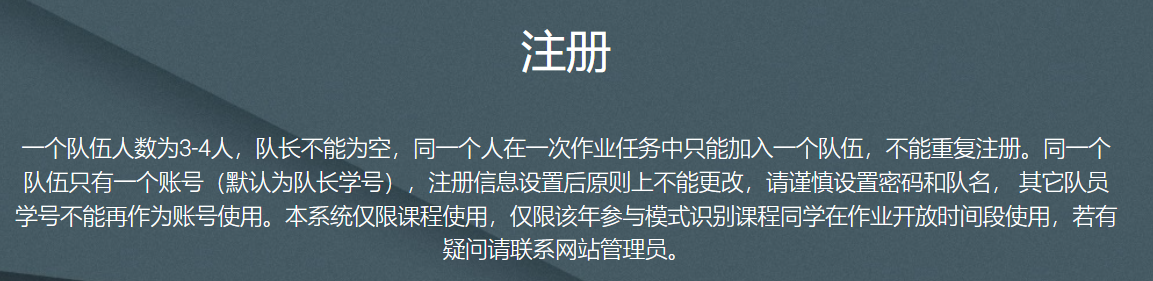 注册
一个队伍人数为3-4人，队长不能为空，同一个人在一次作业任务中只能加入一个队伍，不能重复注册。同一个
队伍只有一个账号（默认为队长学号），注册信息设置后原则上不能更改，请谨慎设置密码和队名， 其它队员
学号不能再作为账号使用。本系统仅限课程使用，仅限该年参与模式识别课程同学在作业开放时间段使用，若有
疑问请联系网站管理员。